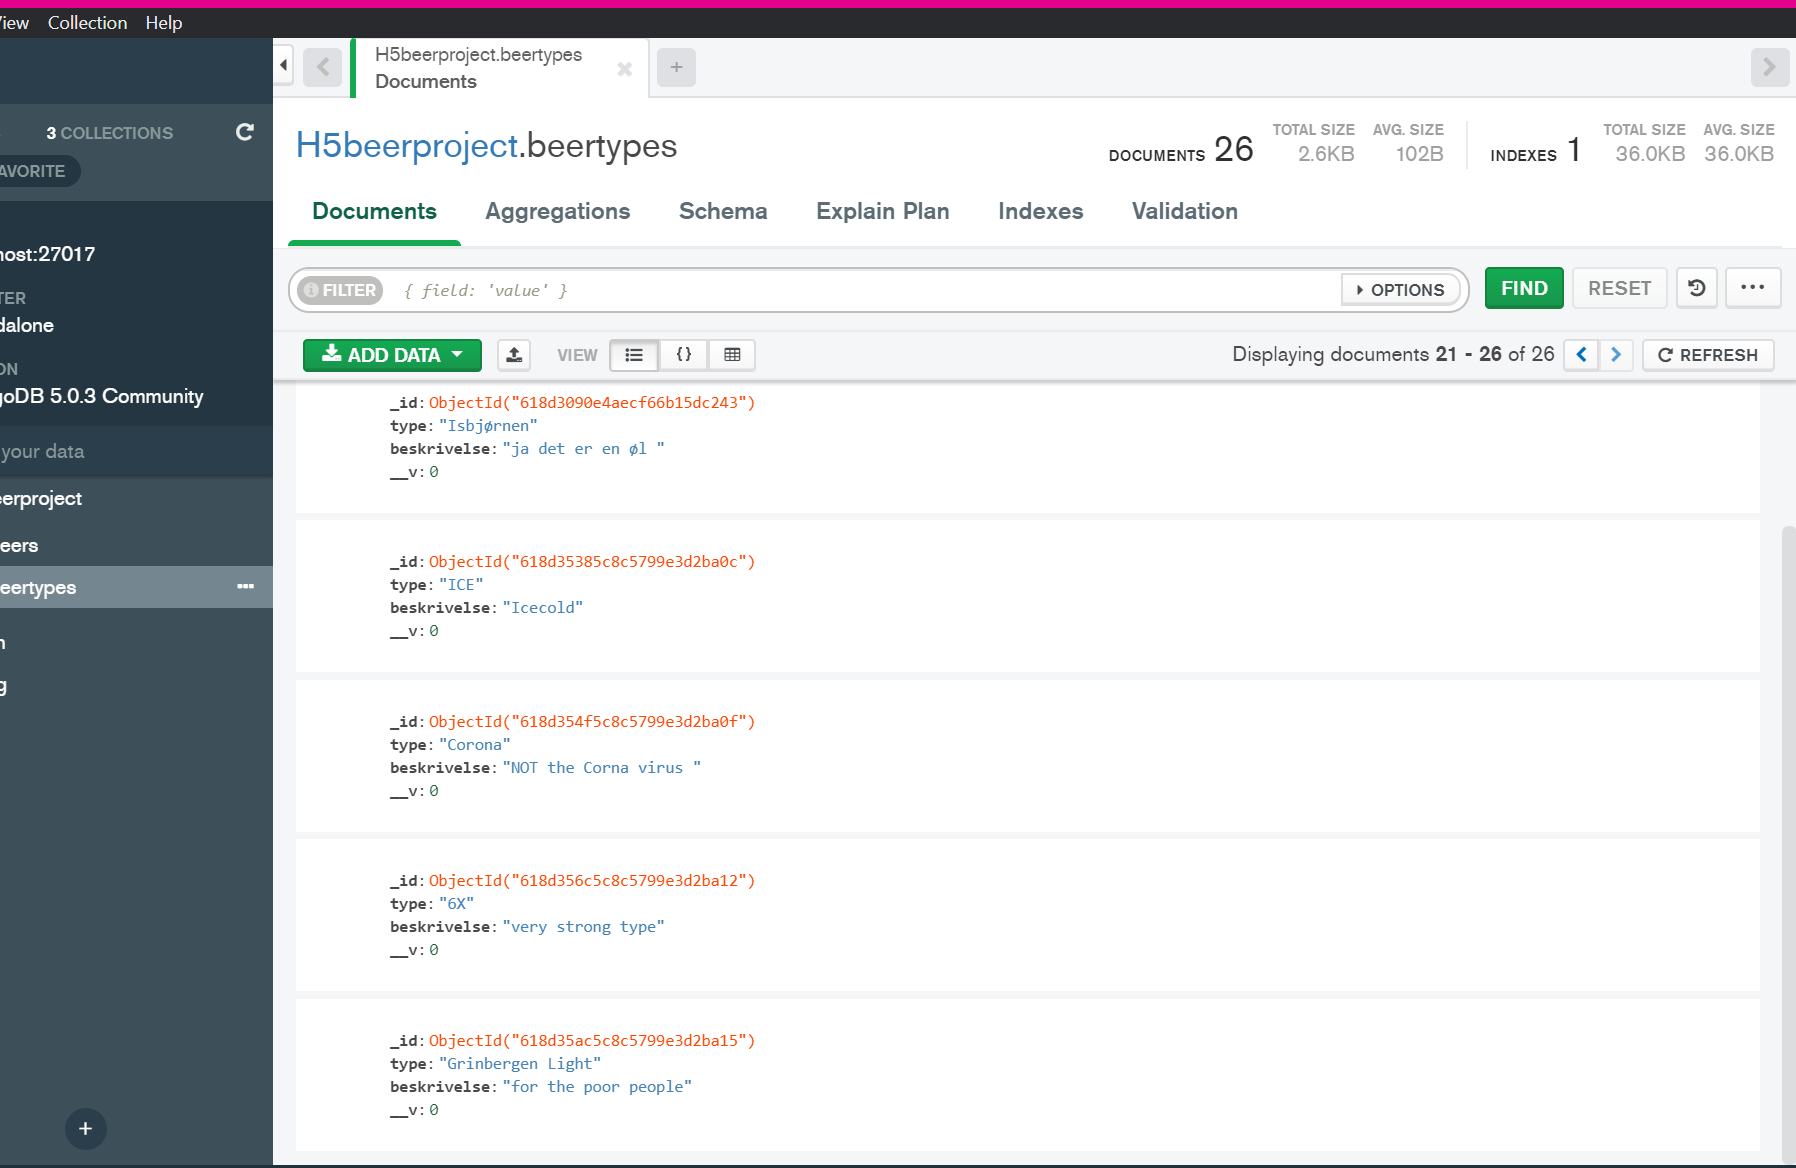 View Collection Help
H5beerproject.beertypes
Documents
3 COLLECTIONS
FAVORITE
H5beerproject.beertypes
DOCUMENTS 26 TOTAL SIZE 2.6KB AVG. SIZE 102B INDEXES 1 TOTAL SIZE 36.0KB AVG. SIZE 36.0KB
Documents Aggregations Schema Explain Plan Indexes Validation
host:27017
TER
dalone
ON
goDB 5.0.3 Community
your data
eerproject
eers
eertypes
n
g
FILTER { field: 'value' } OPTIONS FIND RESET
ADD DATA VIEW Displaying documents 21 - 26 of 26 REFRESH
_id: ObjectId("618d3090e4aecf66b15dc243")
type: "Isbjørnen"
beskrivelse: "ja det er en øl "
__v: 0
_id: ObjectId("618d35385c8c5799e3d2ba0c")
type: "ICE"
beskrivelse: "Icecold"
__v: 0
_id: ObjectId("618d354f5c8c5799e3d2ba0f")
type: "Corona"
beskrivelse: "NOT the Corna virus "
__v: 0
_id: ObjectId("618d356c5c8c5799e3d2ba12")
type: "6X"
beskrivelse: "very strong type"
__v: 0
_id: ObjectId("618d35ac5c8c5799e3d2ba15")
type: "Grinbergen Light"
beskrivelse: "for the poor people"
__v: 0